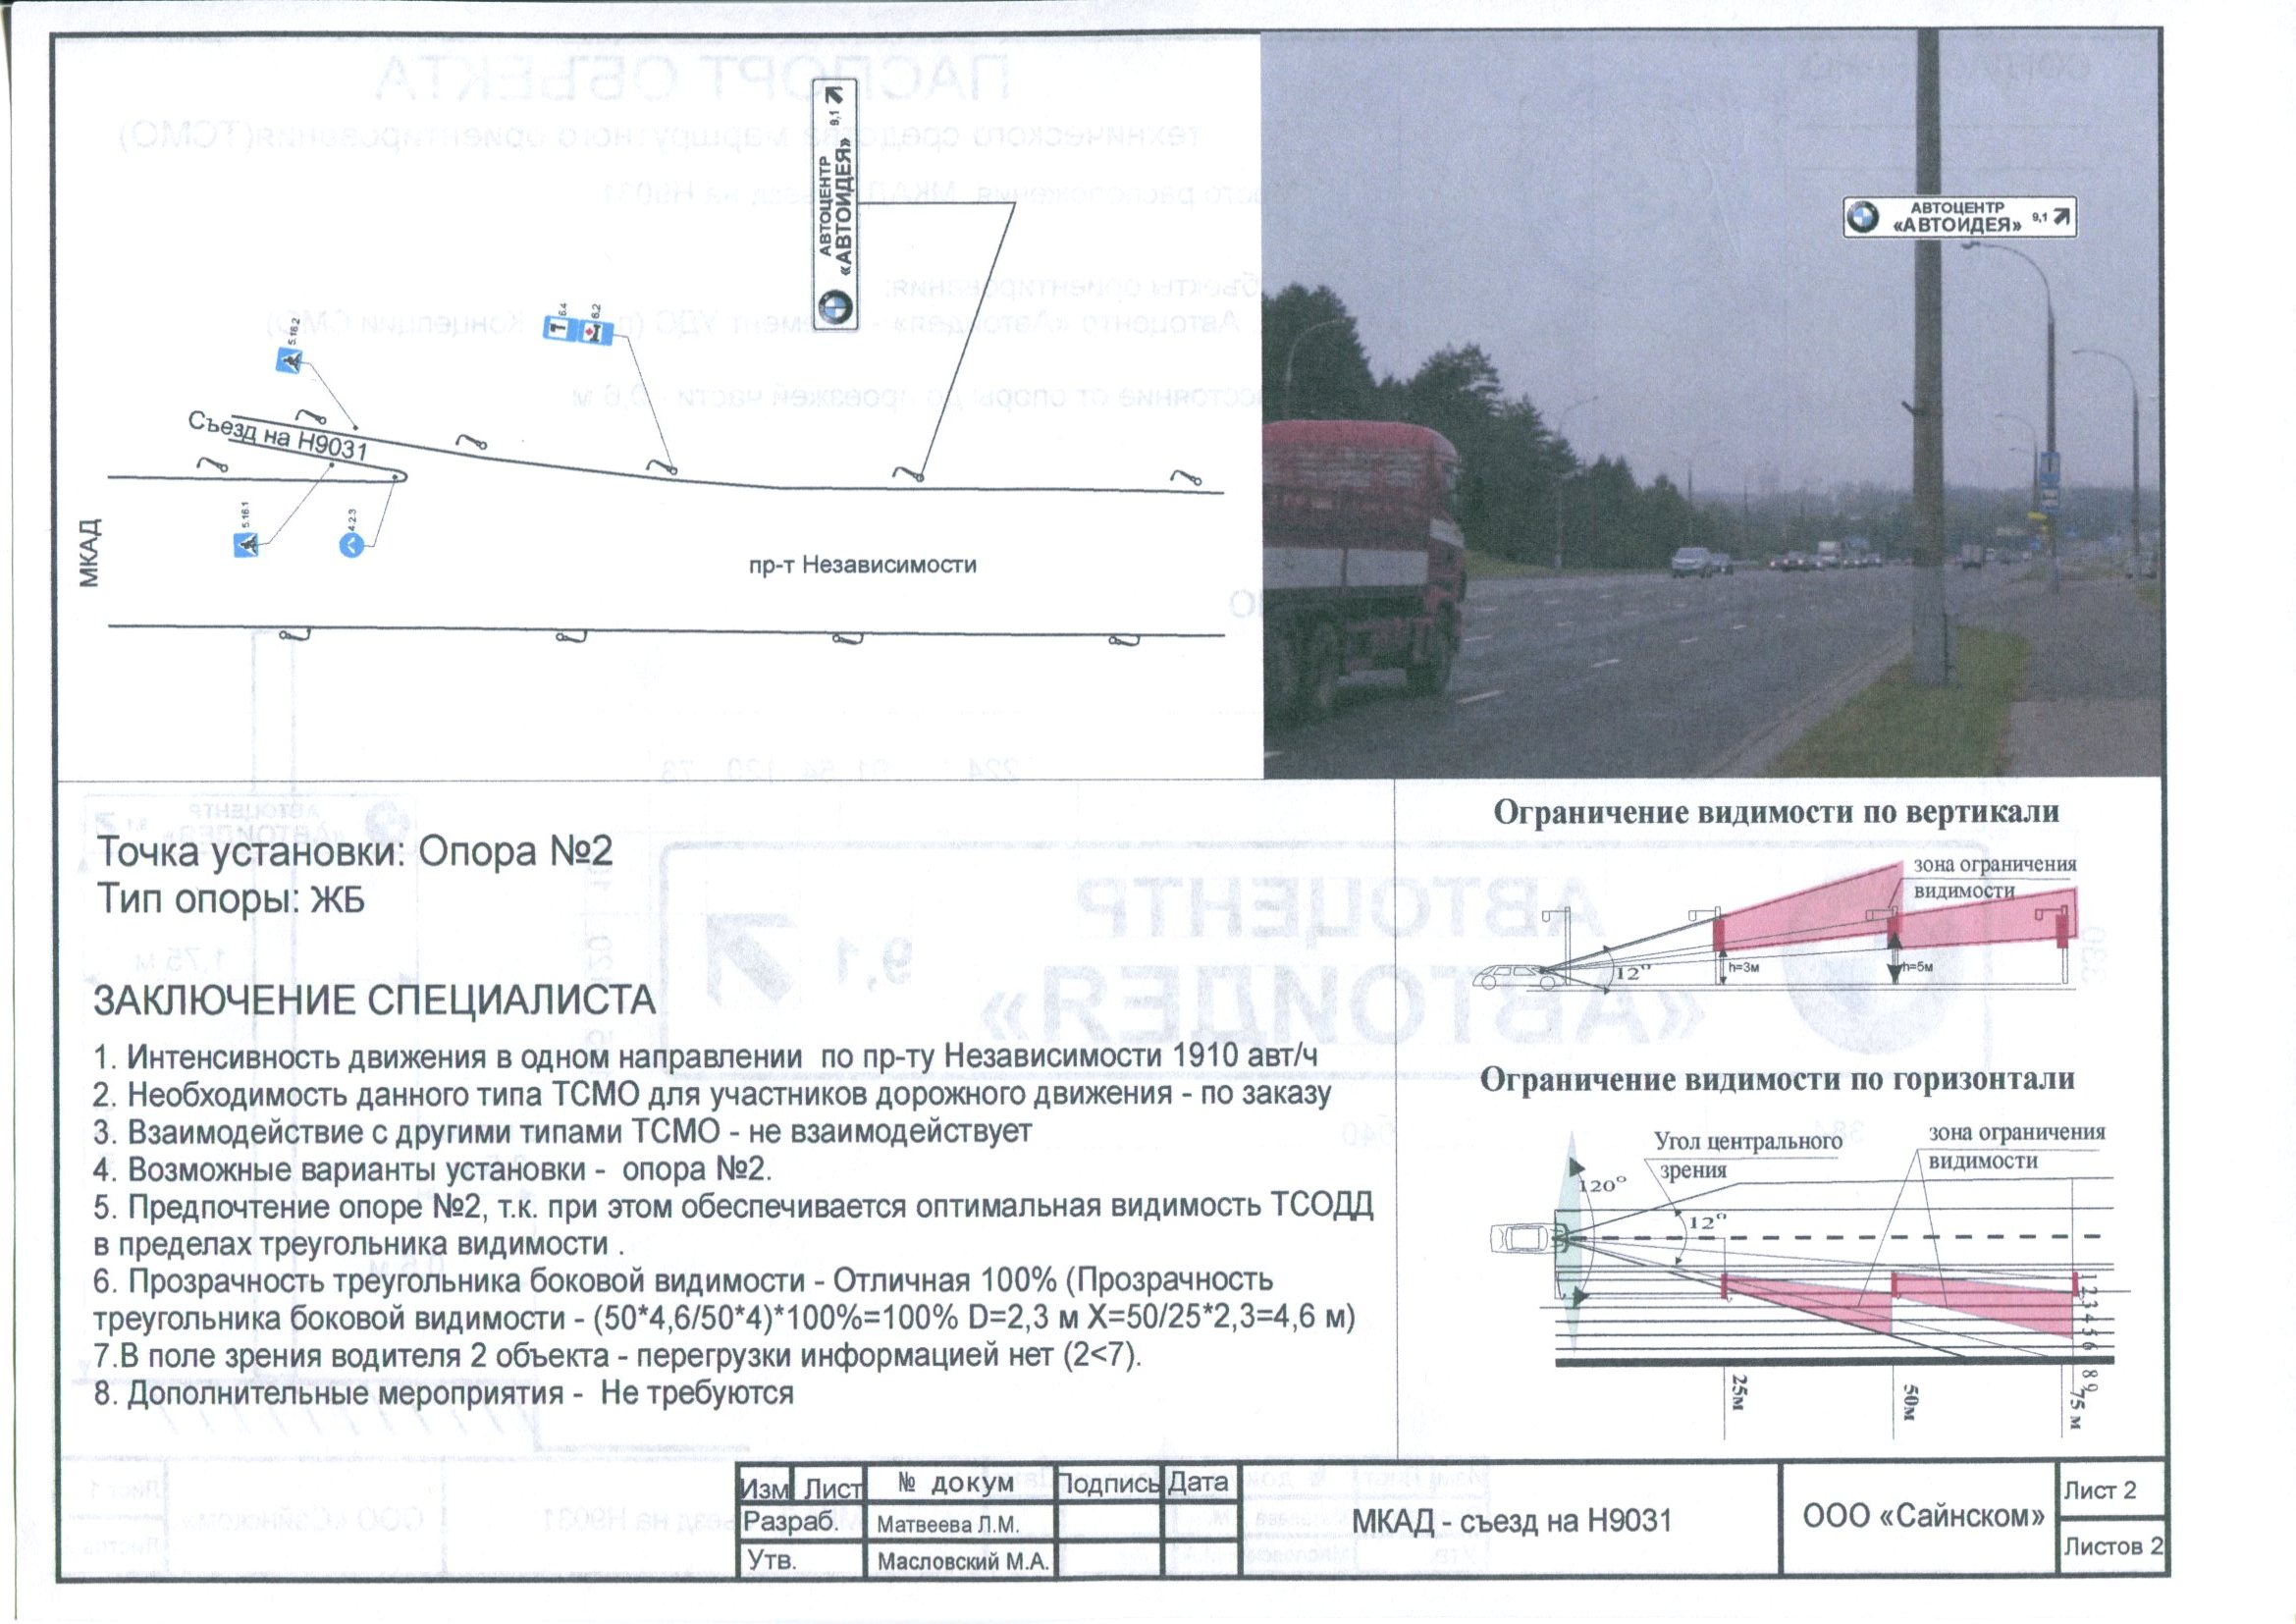 АВТОЦЕНТР
«АВТОИДЕЯ» 9,1
5.16.2
6.4
6.2
Съезд на Н9031
5.16.1
4.2.3
МКАД
пр-т Независимости
АВТОЦЕНТР
«АВТОИДЕЯ» 9,1
Точка установки: Опора №2
Тип опоры: ЖБ
ЗАКЛЮЧЕНИЕ СПЕЦИАЛИСТА
1. Интенсивность движения в одном направлении по пр-ту Независимости 1910 авт/ч
2. Необходимость данного типа ТСМО для участников дорожного движения - по заказу
3. Взаимодействие с другими типами ТСМО - не взаимодействует
4. Возможные варианты установки - опора №2.
5. Предпочтение опоре №2, т.к. при этом обеспечивается оптимальная видимость ТСОДД
в пределах треугольника видимости .
6. Прозрачность треугольника боковой видимости - Отличная 100% (Прозрачность
треугольника боковой видимости - (50*4,6/50*4)*100%=100% D=2,3 м X=50/25*2,3=4,6 м)
7.В поле зрения водителя 2 объекта - перегрузки информацией нет (2<7).
8. Дополнительные мероприятия - Не требуются
Ограничение видимости по вертикали
зона ограничения
видимости
12°
h=3м
h=5м
Ограничение видимости по горизонтали
Угол центрального
зрения
зона ограничения
видимости
120°
12°
1 2 3 4 5 6 8 9
25м
50м
75 м
Изм Лист № докум Подпись Дата
Разраб. Матвеева Л.М.
Утв. Масловский М.А.
МКАД - съезд на Н9031
ООО «Сайнском»
Лист 2
Листов 2